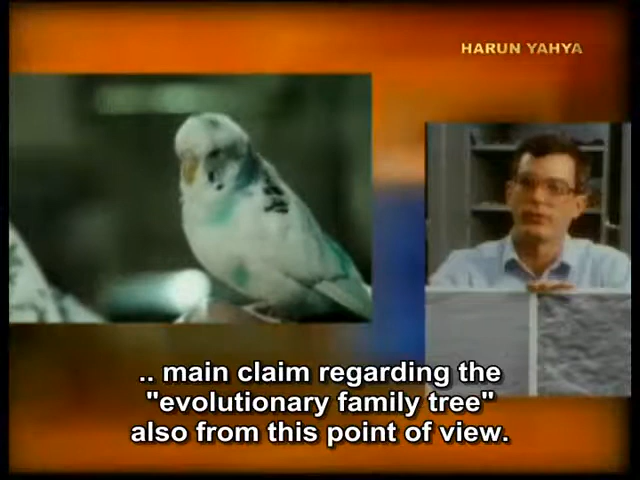 HARUN YAHYA
.. main claim regarding the
"evolutionary family tree"
also from this point of view.